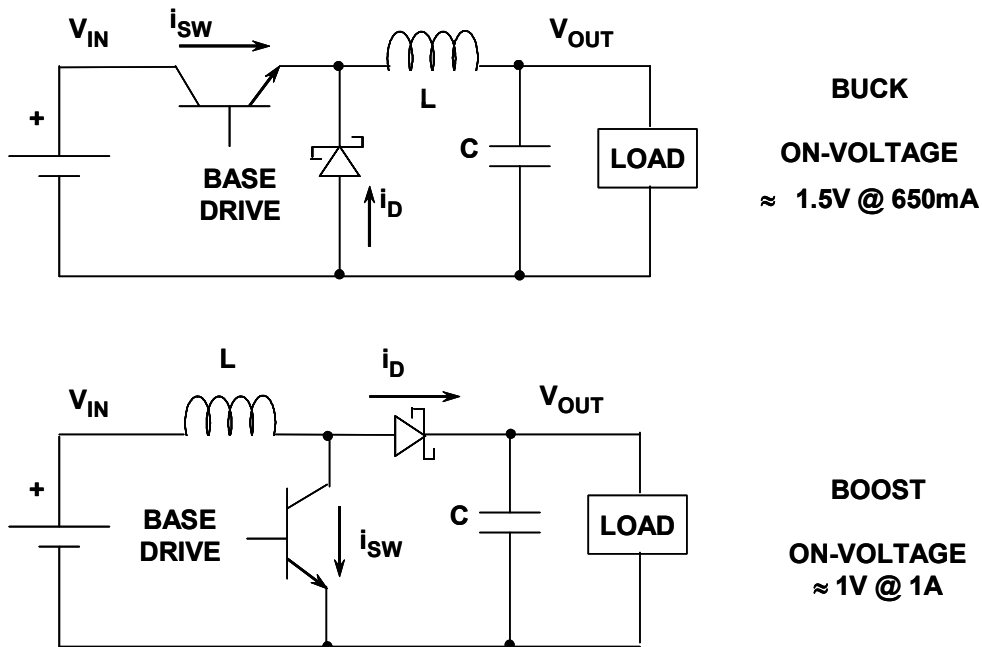 V_IN
i_SW
V_OUT
+
L
C
LOAD
BASE
DRIVE
i_D
BUCK
ON-VOLTAGE
≈ 1.5V @ 650mA
L
i_D
V_IN
V_OUT
+
BASE
DRIVE
i_SW
C
LOAD
BOOST
ON-VOLTAGE
≈ 1V @ 1A